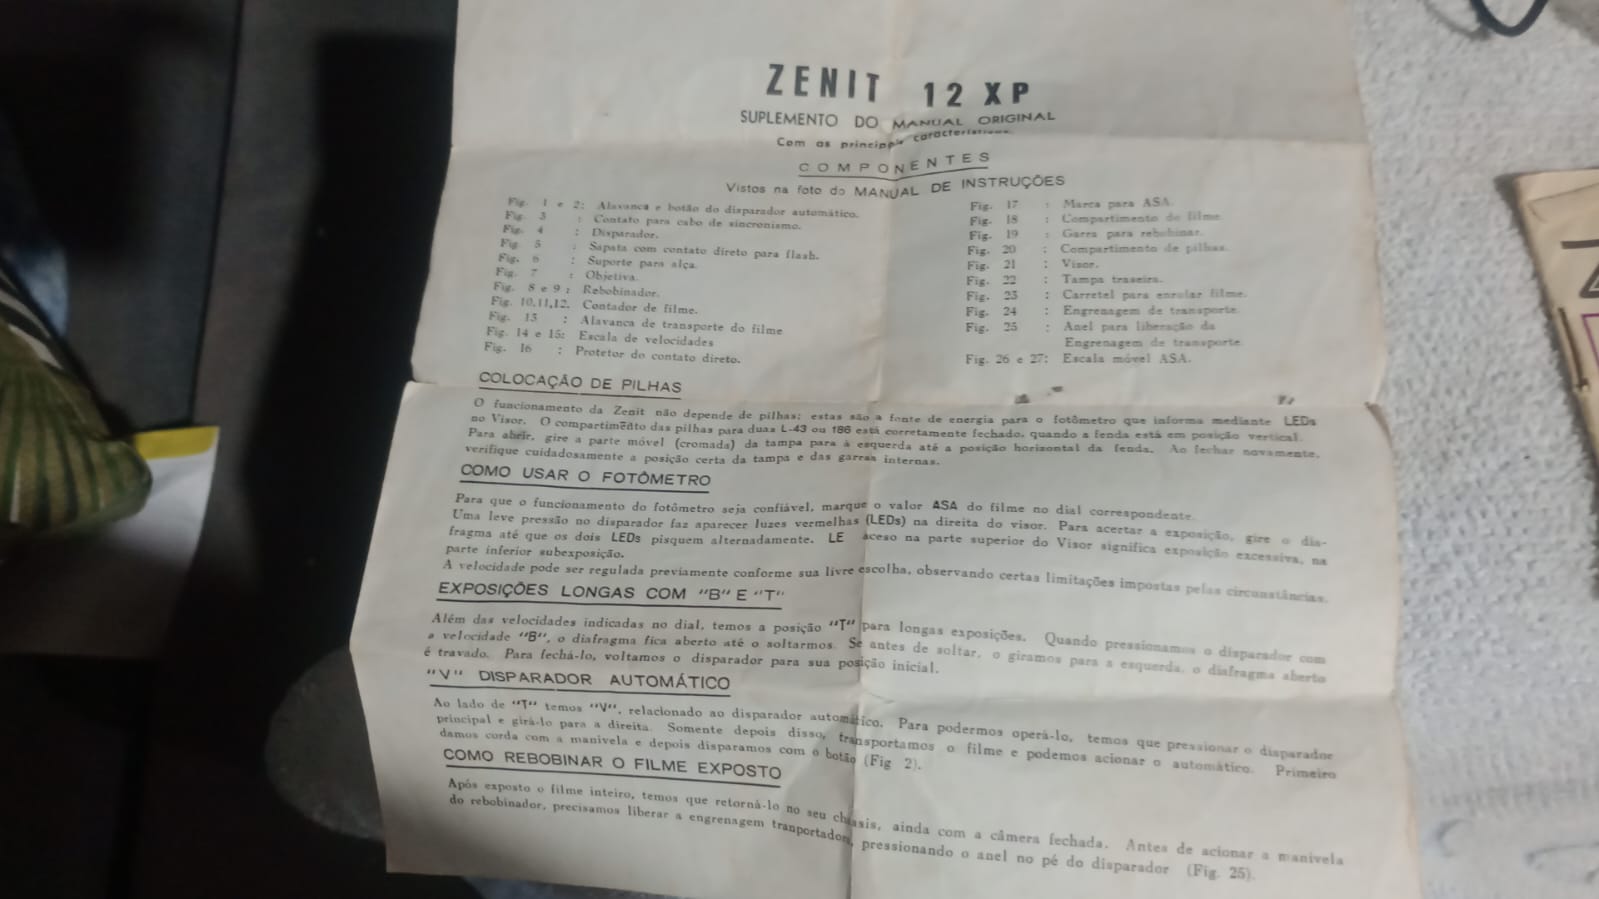 ZENIT 12 XP
SUPLEMENTO DO MANUAL ORIGINAL
Com as principais características.
COMPONENTES
Vistos na foto do MANUAL DE INSTRUÇÕES
Fig. 1 e 2: Alavanca e botão do disparador automático.
Fig. 3 : Contato para cabo de sincronismo.
Fig. 4 : Disparador.
Fig. 5 : Sapata com contato direto para flash.
Fig. 6 : Suporte para alça.
Fig. 7 : Objetiva.
Fig. 8 e 9 : Rebobinador.
Fig. 10,11,12. Contador de filme.
Fig. 13 : Alavanca de transporte do filme
Fig. 14 e 15: Escala de velocidades
Fig. 16 : Protetor do contato direto.
Fig. 17 : Marca para ASA.
Fig. 18 : Compartimento do filme.
Fig. 19 : Garra para rebobinar.
Fig. 20 : Compartimento de pilhas.
Fig. 21 : Visor.
Fig. 22 : Tampa traseira.
Fig. 23 : Carretel para enrolar filme.
Fig. 24 : Engrenagem de transporte.
Fig. 25 : Anel para liberação da
Engrenagem de transporte.
Fig. 26 e 27: Escala móvel ASA.
COLOCAÇÃO DE PILHAS
O funcionamento da Zenit não depende de pilhas; estas são a fonte de energia para o fotômetro que informa mediante LEDs
no Visor. O compartimento das pilhas para duas L-43 ou 186 está corretamente fechado, quando a fenda está em posição vertical.
Para abrir, gire a parte móvel (cromada) da tampa para à esquerda até a posição horizontal da fenda. Ao fechar novamente,
verifique cuidadosamente a posição certa da tampa e das garras internas.
COMO USAR O FOTÔMETRO
Para que o funcionamento do fotômetro seja confiável, marque o valor ASA do filme no dial correspondente.
Uma leve pressão no disparador faz aparecer luzes vermelhas (LEDs) na direita do visor. Para acertar a exposição, gire o dia-
fragma até que os dois LEDs pisquem alternadamente. LE aceso na parte superior do Visor significa exposição excessiva, na
parte inferior subexposição.
A velocidade pode ser regulada previamente conforme sua livre escolha, observando certas limitações impostas pelas circunstâncias.
EXPOSIÇÕES LONGAS COM "B" E "T"
Além das velocidades indicadas no dial, temos a posição "T" para longas exposições. Quando pressionamos o disparador com
a velocidade "B", o diafragma fica aberto até o soltarmos. Se antes de soltar, o giramos para a esquerda, o diafragma aberto
é travado. Para fechá-lo, voltamos o disparador para sua posição inicial.
"V" DISPARADOR AUTOMÁTICO
Ao lado de "T" temos "V", relacionado ao disparador automático. Para podermos operá-lo, temos que pressionar o disparador
principal e girá-lo para a direita. Somente depois disso, transportamos o filme e podemos acionar o automático. Primeiro
damos corda com a manivela e depois disparamos com o botão (Fig 2).
COMO REBOBINAR O FILME EXPOSTO
Após exposto o filme inteiro, temos que retorná-lo no seu chassis, ainda com a câmera fechada. Antes de acionar a manivela
do rebobinador, precisamos liberar a engrenagem tranportadora, pressionando o anel no pé do disparador (Fig. 25).